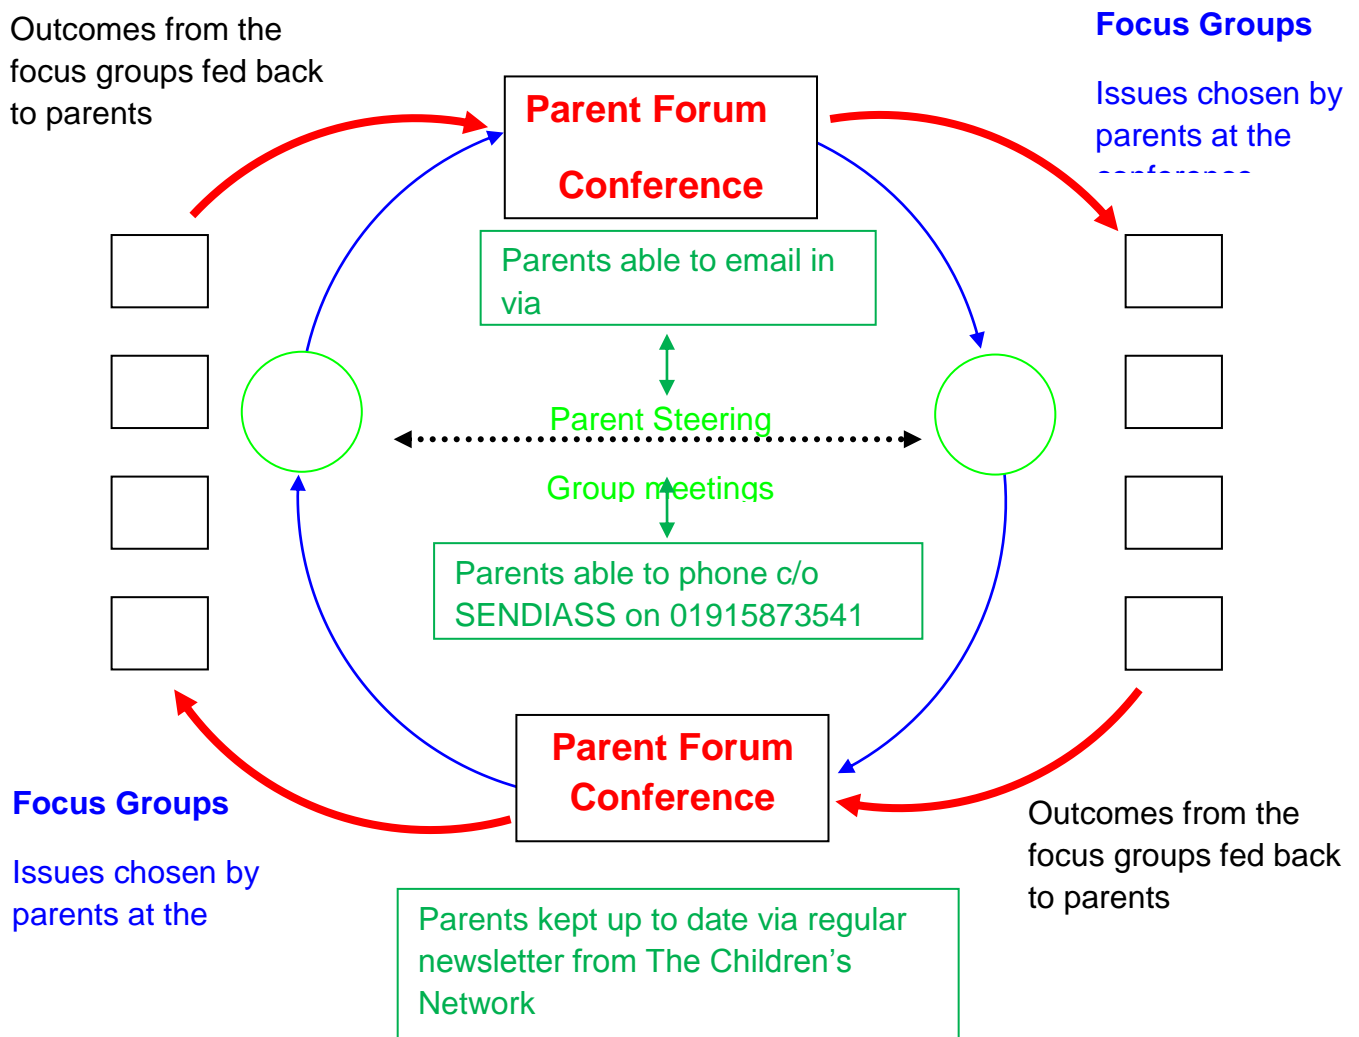 Outcomes from the
focus groups fed back
to parents
Focus Groups
Issues chosen by
parents at the
conference
Parent Forum
Conference
Parents able to email in
via
Parent Steering
Group meetings
Parents able to phone c/o
SENDIASS on 01915873541
Parent Forum
Conference
Focus Groups
Issues chosen by
parents at the
Outcomes from the
focus groups fed back
to parents
Parents kept up to date via regular
newsletter from The Children's
Network